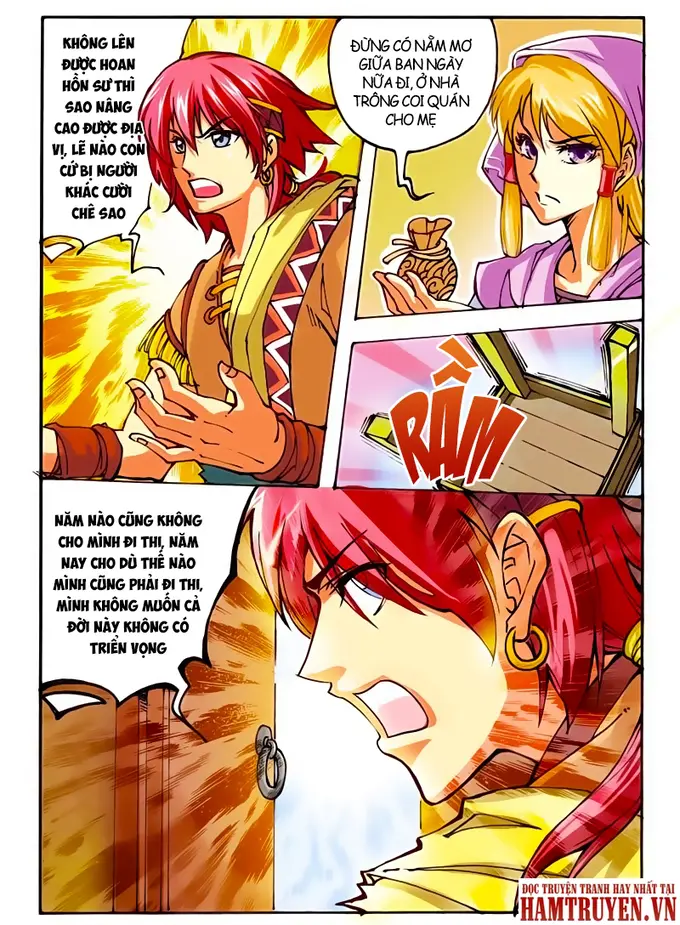 KHÔNG LÊN
ĐƯỢC HOAN
HỒN SƯ THÌ
SAO NÂNG
CAO ĐƯỢC ĐỊA
VỊ, LẼ NÀO CON
CỨ BỊ NGƯỜI
KHÁC CƯỜI
CHÊ SAO
ĐỪNG CÓ NẰM MƠ
GIỮA BAN NGÀY
NỮA ĐI, Ở NHÀ
TRÔNG COI QUÁN
CHO MẸ
RẦM
NĂM NÀO CŨNG KHÔNG
CHO MÌNH ĐI THI, NĂM
NAY CHO DÙ THẾ NÀO
MÌNH CŨNG PHẢI ĐI THI,
MÌNH KHÔNG MUỐN CẢ
ĐỜI NÀY KHÔNG CÓ
TRIỂN VỌNG
ĐỌC TRUYỆN TRANH HAY NHẤT TẠI
HAMTRUYEN.VN